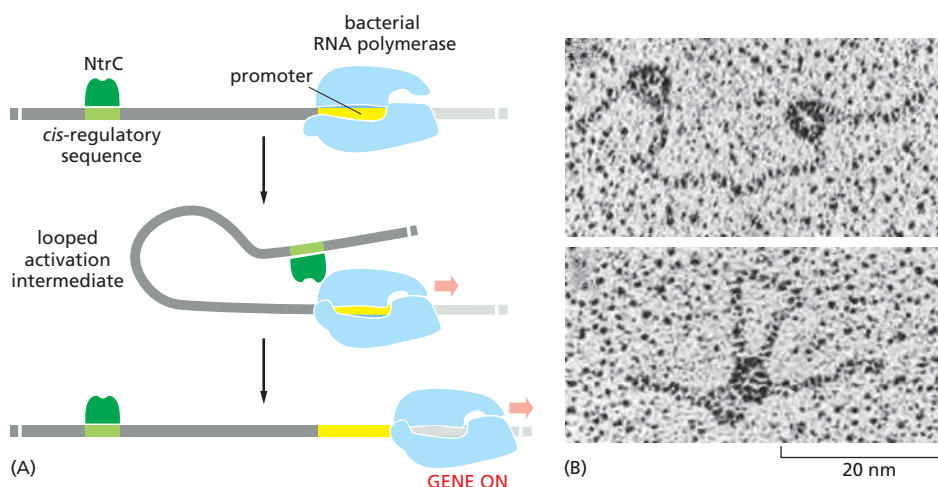 NtrC
bacterial
RNA polymerase
promoter
cis-regulatory
sequence
looped
activation
intermediate
GENE ON
(A)
(B)
20 nm